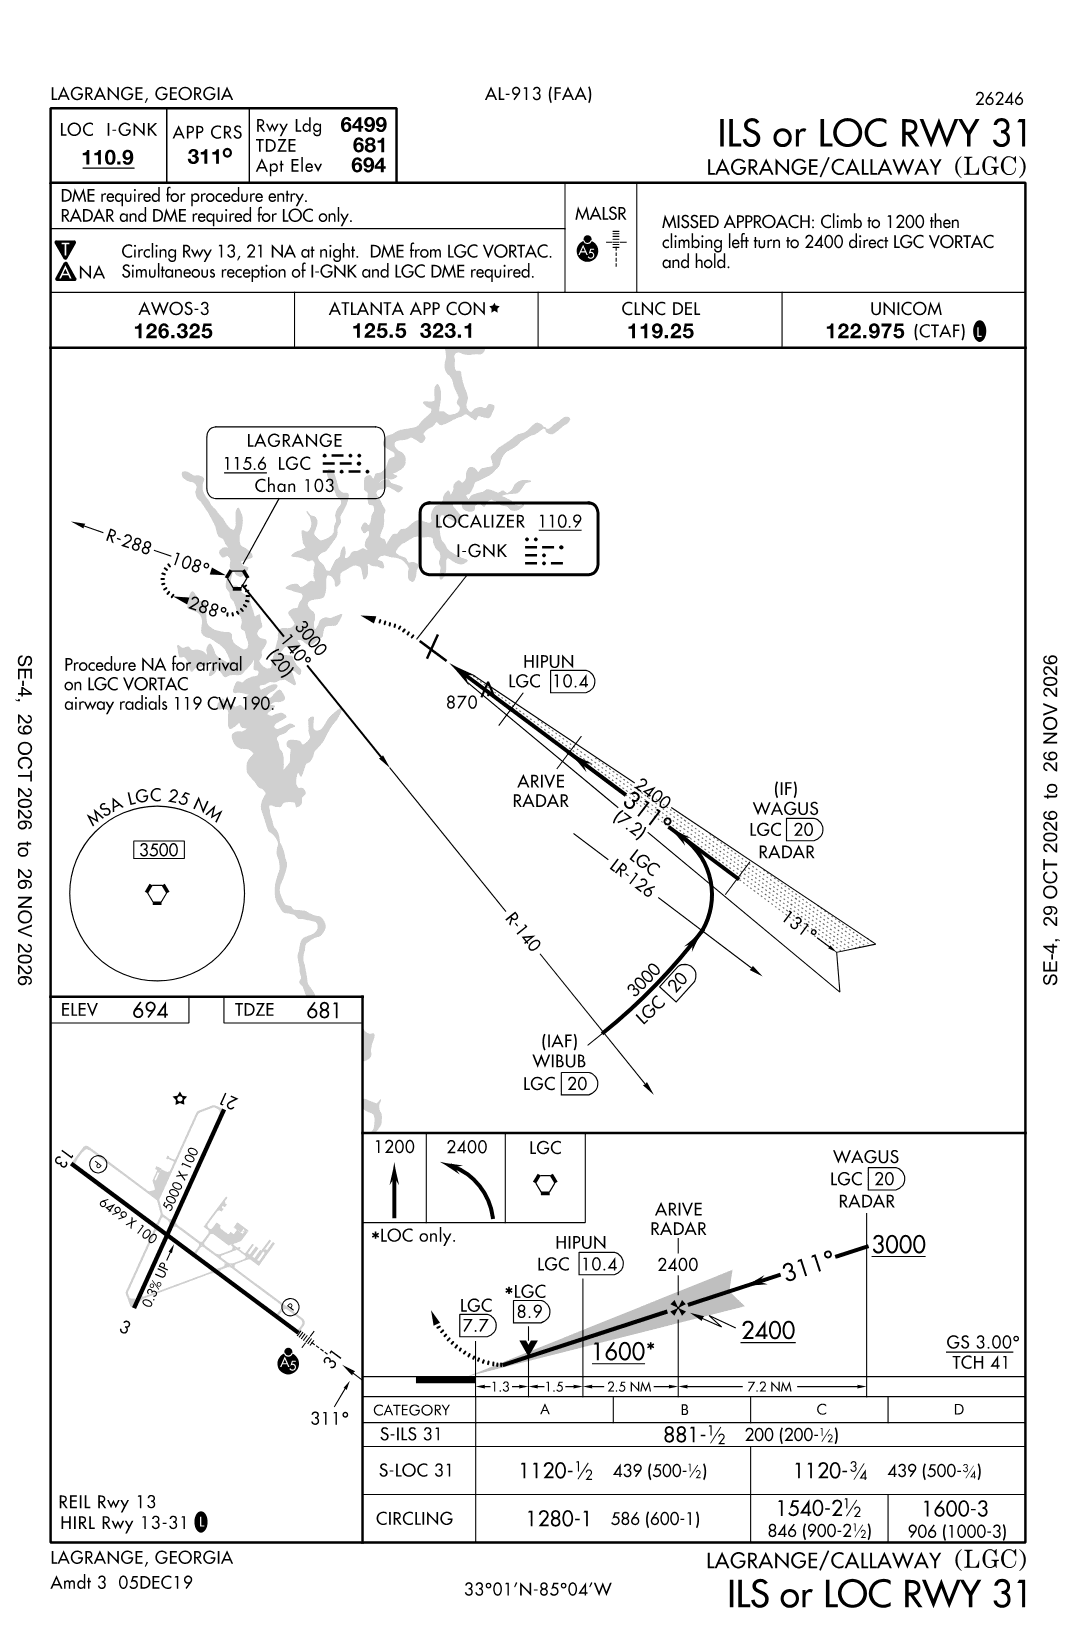 LAGRANGE, GEORGIA
AL-913 (FAA)
26246
LOC I-GNK
110.9
APP CRS
311°
Rwy Ldg 6499
TDZE 681
Apt Elev 694
ILS or LOC RWY 31
LAGRANGE/CALLAWAY (LGC)
DME required for procedure entry.
RADAR and DME required for LOC only.
T
A NA
Circling Rwy 13, 21 NA at night. DME from LGC VORTAC.
Simultaneous reception of I-GNK and LGC DME required.
MALSR
A5
MISSED APPROACH: Climb to 1200 then
climbing left turn to 2400 direct LGC VORTAC
and hold.
AWOS-3
126.325
ATLANTA APP CON★
125.5 323.1
CLNC DEL
119.25
UNICOM
122.975 (CTAF) L
LAGRANGE
115.6 LGC
Chan 103
LOCALIZER 110.9
I-GNK
R-288
108°
288°
3000
140°
(20)
Procedure NA for arrival
on LGC VORTAC
airway radials 119 CW 190.
HIPUN
LGC 10.4
870
ARIVE
RADAR
2400
311°
(7.2)
(IF)
WAGUS
LGC 20
RADAR
LGC
LR-126
131°
R-140
3000
LGC 20
(IAF)
WIBUB
LGC 20
MSA LGC 25 NM
3500
SE-4, 29 OCT 2026 to 26 NOV 2026
SE-4, 29 OCT 2026 to 26 NOV 2026
ELEV 694
TDZE 681
21
13
P
5000 X 100
6499 X 100
0.3% UP
3
P
A5
31
311°
REIL Rwy 13
HIRL Rwy 13-31 L
1200
2400
LGC
*LOC only.
WAGUS
LGC 20
RADAR
ARIVE
RADAR
2400
HIPUN
LGC 10.4
*LGC
8.9
LGC
7.7
311°
3000
2400
1600*
GS 3.00°
TCH 41
1.3
1.5
2.5 NM
7.2 NM
CATEGORY A B C D
S-ILS 31 881-½ 200 (200-½)
S-LOC 31 1120-½ 439 (500-½) 1120-¾ 439 (500-¾)
CIRCLING 1280-1 586 (600-1) 1540-2½ 846 (900-2½) 1600-3 906 (1000-3)
LAGRANGE, GEORGIA
Amdt 3 05DEC19
33°01'N-85°04'W
LAGRANGE/CALLAWAY (LGC)
ILS or LOC RWY 31